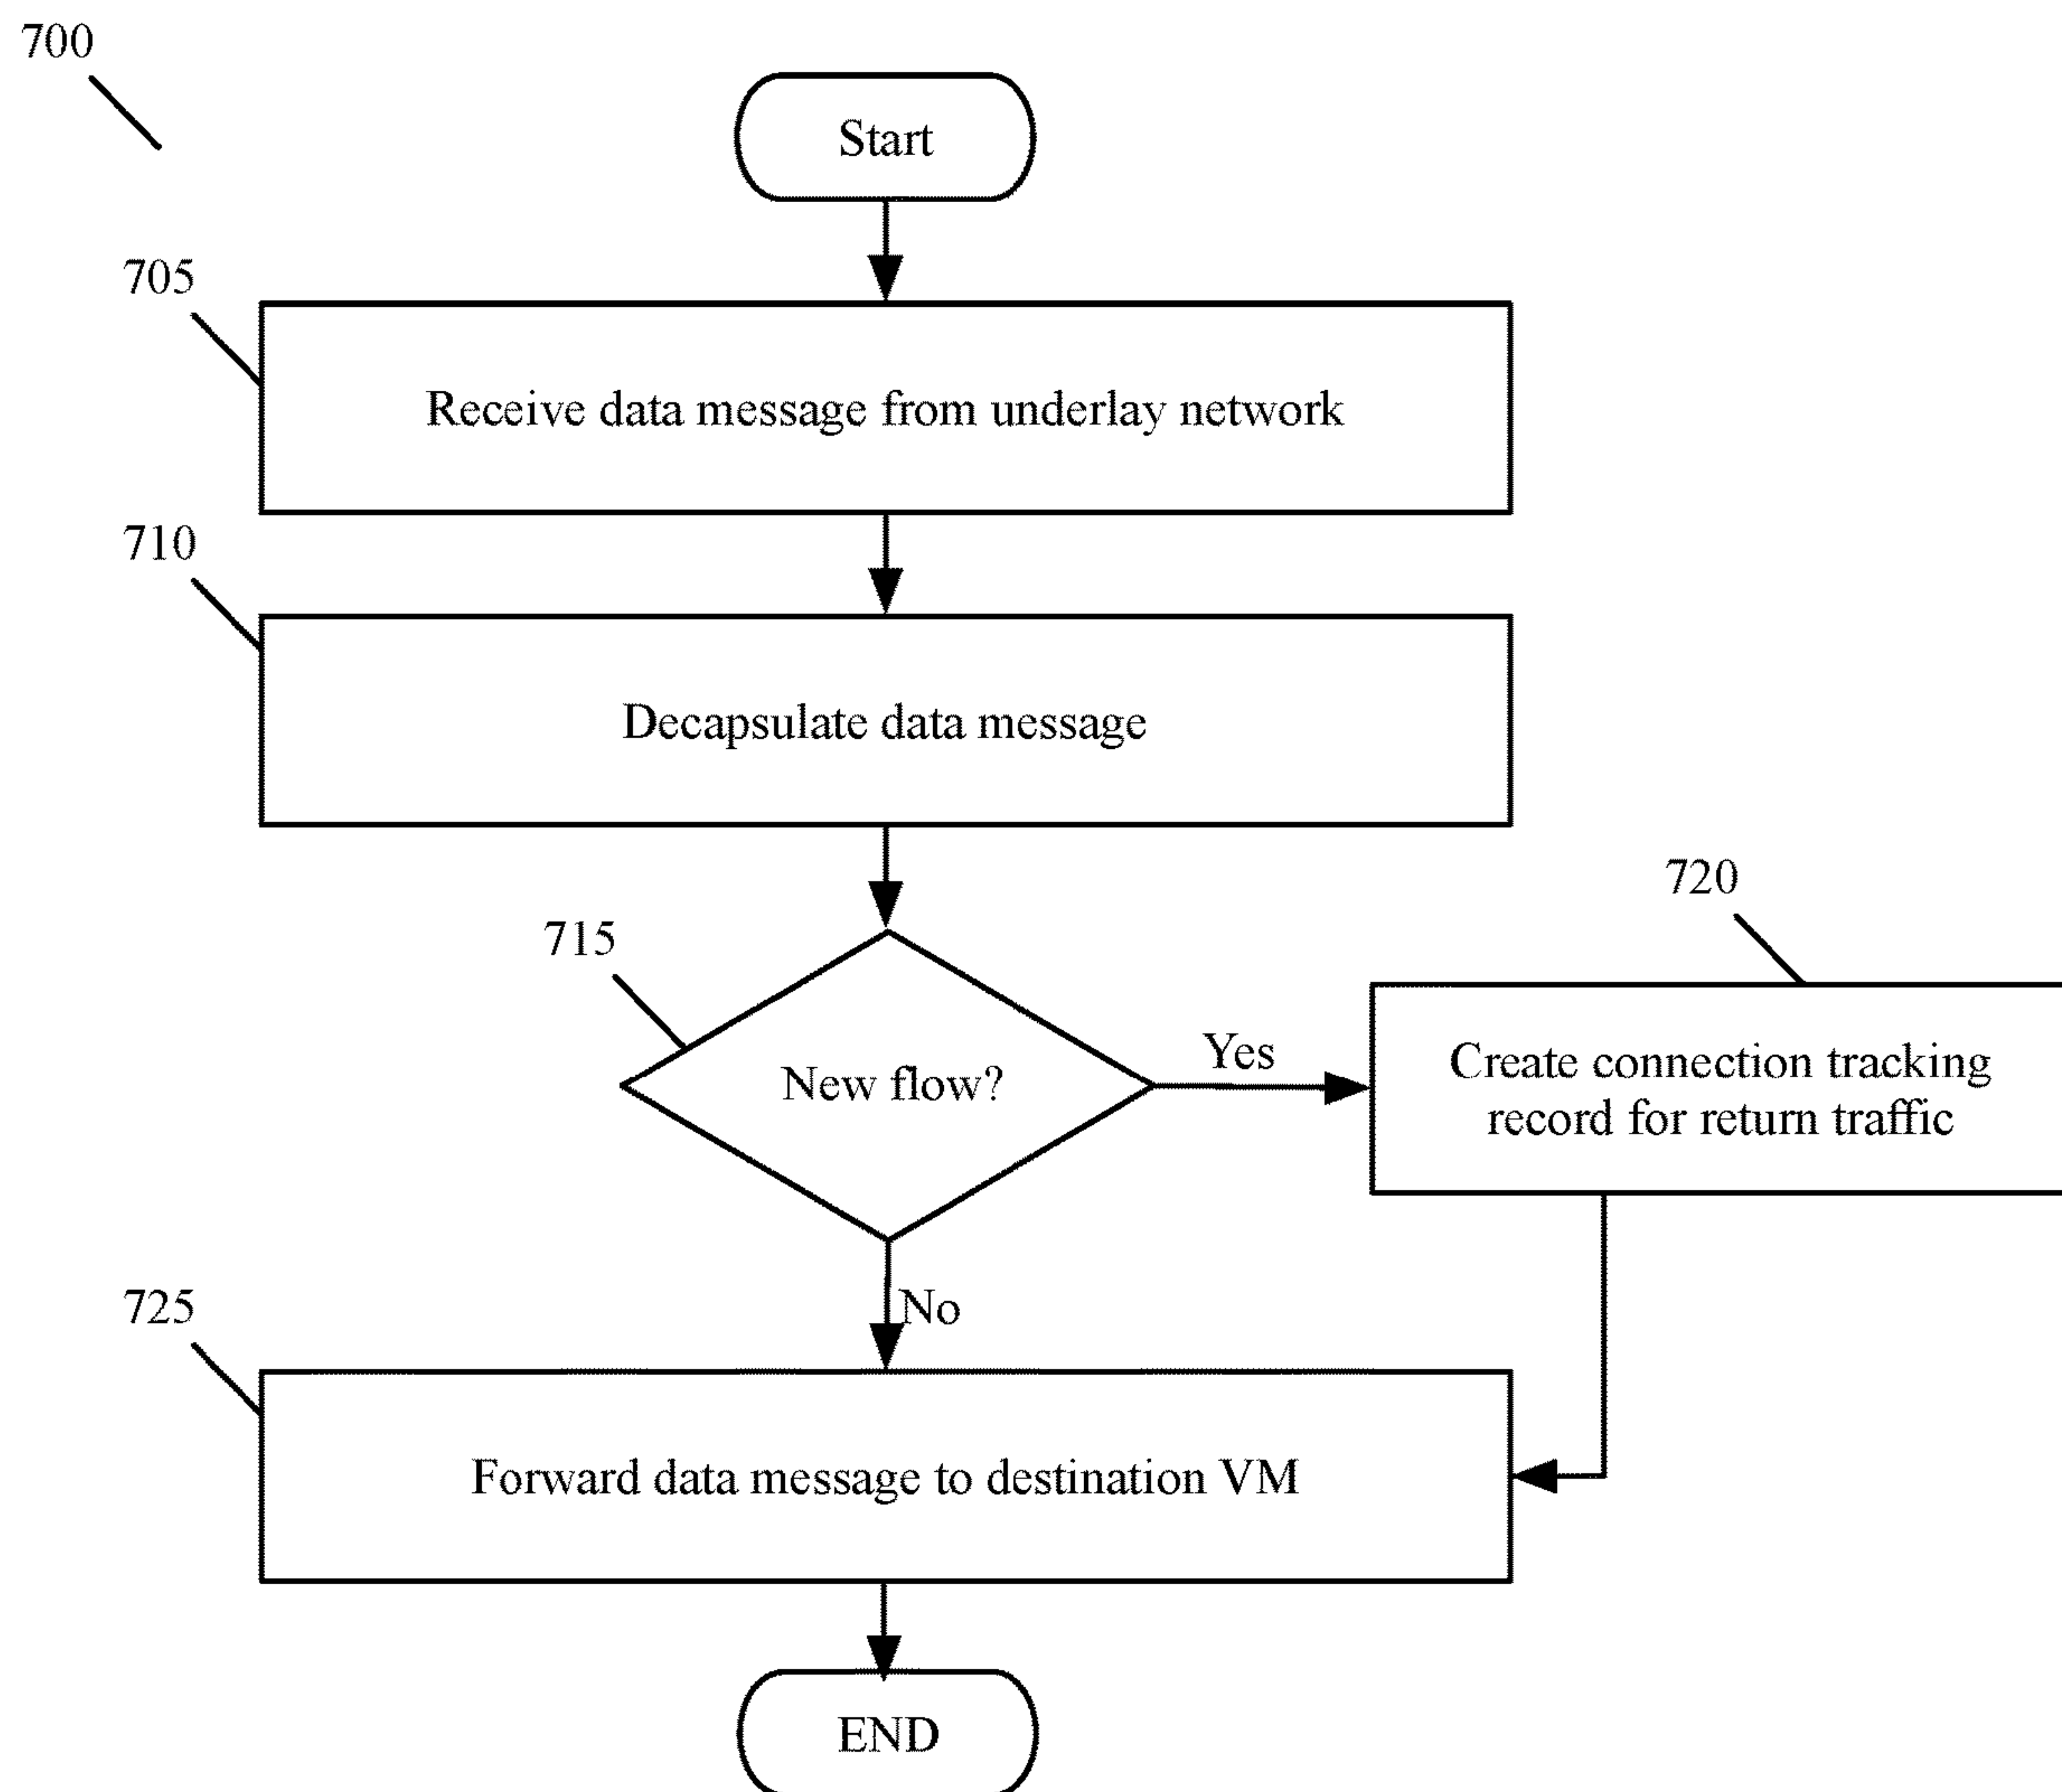 700
Start
705
Receive data message from underlay network
710
Decapsulate data message
720
715
New flow?
Yes
Create connection tracking
record for return traffic
No
725
Forward data message to destination VM
END